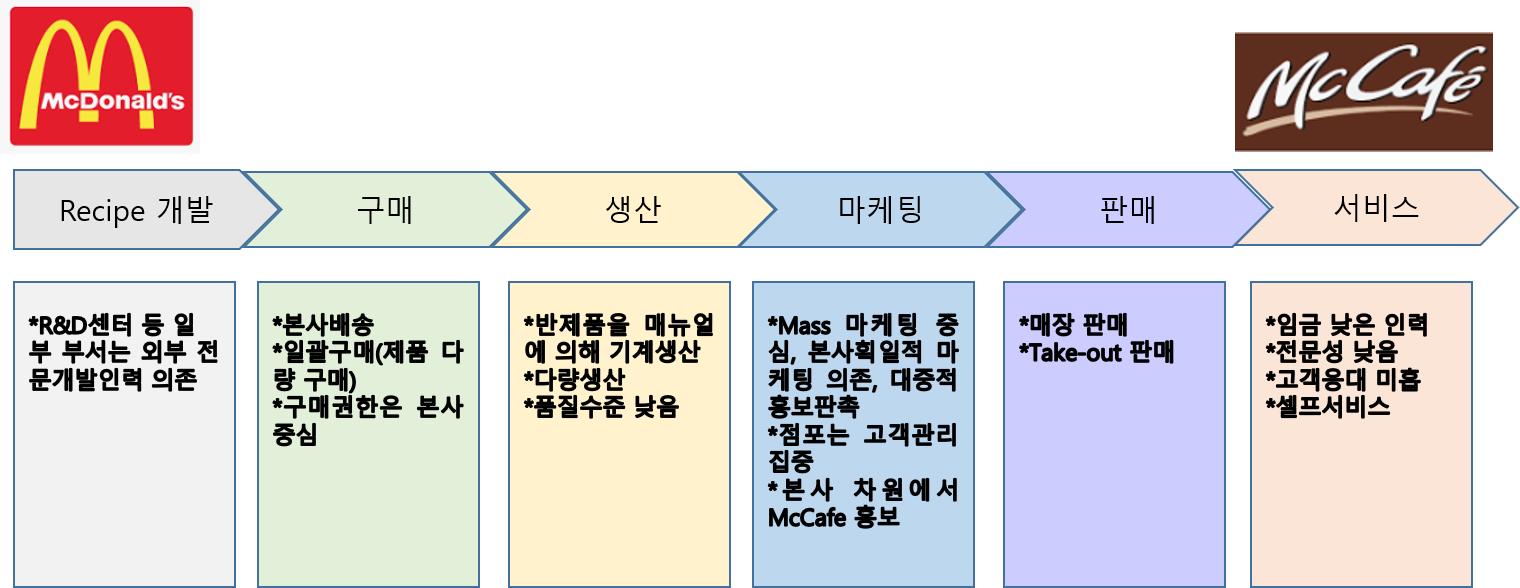 McDonald's
McCafé
Recipe 개발
구매
생산
마케팅
판매
서비스
*R&D센터 등 일
부 부서는 외부 전
문개발인력 의존
*본사배송
*일괄구매(제품 다
량 구매)
*구매권한은 본사
중심
*반제품을 매뉴얼
에 의해 기계생산
*다량생산
*품질수준 낮음
*Mass 마케팅 중
심, 본사획일적 마
케팅 의존, 대중적
홍보판촉
*점포는 고객관리
집중
*본사 차원에서
McCafe 홍보
*매장 판매
*Take-out 판매
*임금 낮은 인력
*전문성 낮음
*고객응대 미흡
*셀프서비스